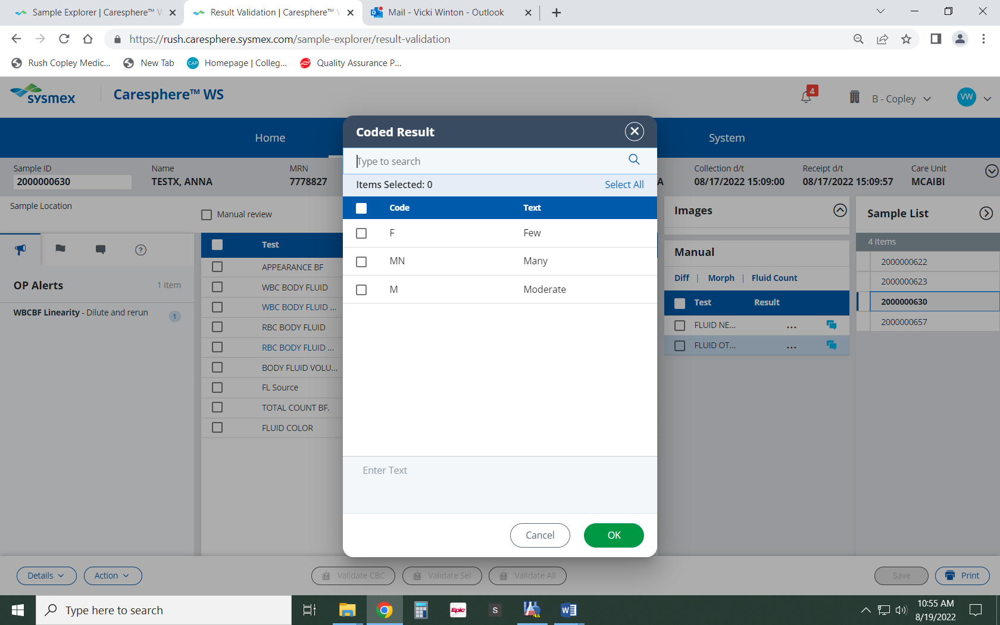 Sample Explorer | Caresphere™ W
Result Validation | Caresphere™ W
Mail - Vicki Winton - Outlook
https://rush.caresphere.sysmex.com/sample-explorer/result-validation
Rush Copley Medic...
New Tab
CAP
Homepage | Colleg...
Quality Assurance P...
sysmex
Caresphere™ WS
4
B - Copley
VW
Home
System
Sample ID
2000000630
Name
TESTX, ANNA
MRN
7778827
A
Collection d/t
08/17/2022 15:09:00
Receipt d/t
08/17/2022 15:09:57
Care Unit
MCAIBI
Sample Location
Manual review
OP Alerts
1 Item
WBCBF Linearity - Dilute and rerun
1
Test
APPEARANCE BF
WBC BODY FLUID
WBC BODY FLUID ...
RBC BODY FLUID
RBC BODY FLUID ...
BODY FLUID VOLU...
FL Source
TOTAL COUNT BF.
FLUID COLOR
Coded Result
Type to search
Items Selected: 0
Select All
Code Text
F Few
MN Many
M Moderate
Enter Text
Cancel
OK
Images
Manual
Diff | Morph | Fluid Count
Test Result
FLUID NE... ...
FLUID OT... ...
Sample List
4 Items
2000000622
2000000623
2000000630
2000000657
Details
Action
Validate CBC
Validate Sel
Validate All
Save
Print
Type here to search
Epic
S
4.5
W
10:55 AM
8/19/2022